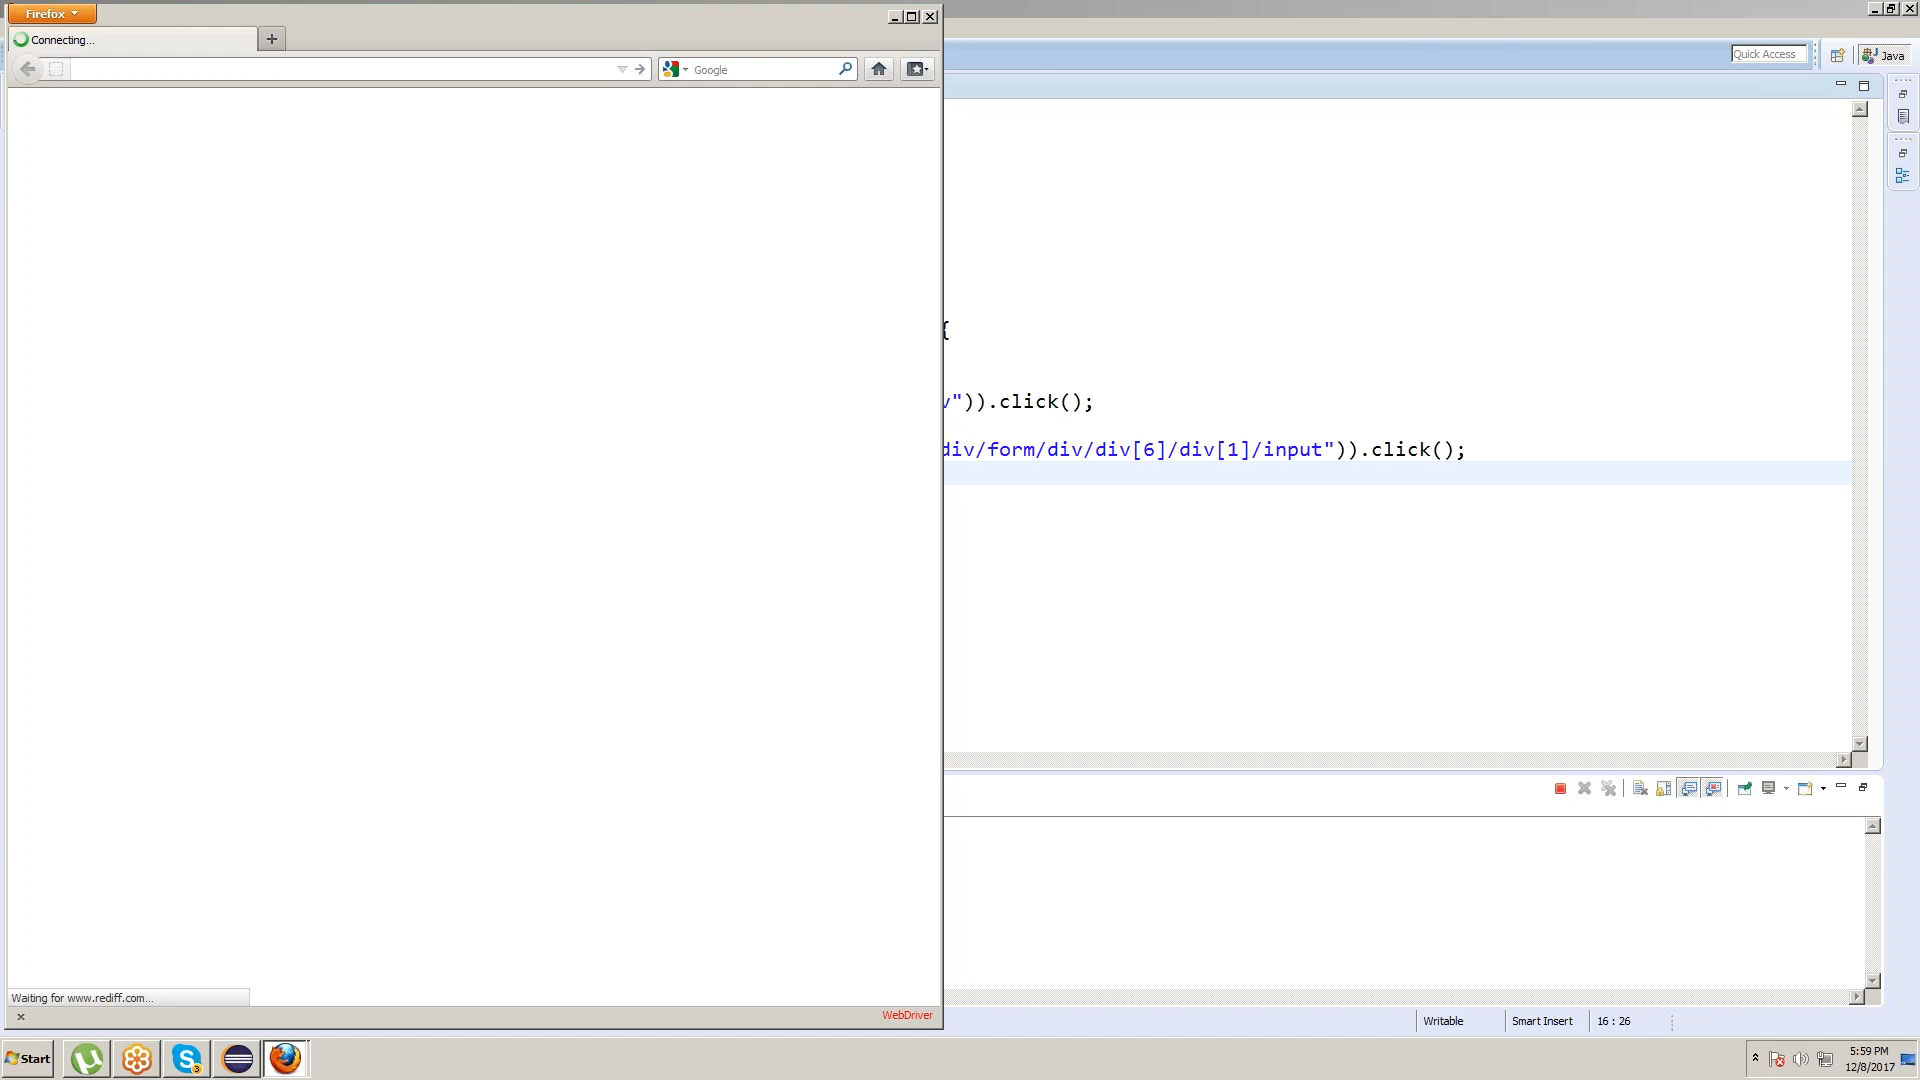 Firefox
Connecting...
Google
Quick Access
Java
{
v")).click();
div/form/div/div[6]/div[1]/input")).click();
Waiting for www.rediff.com...
WebDriver
Writable
Smart Insert
16 : 26
Start
5:59 PM
12/8/2017